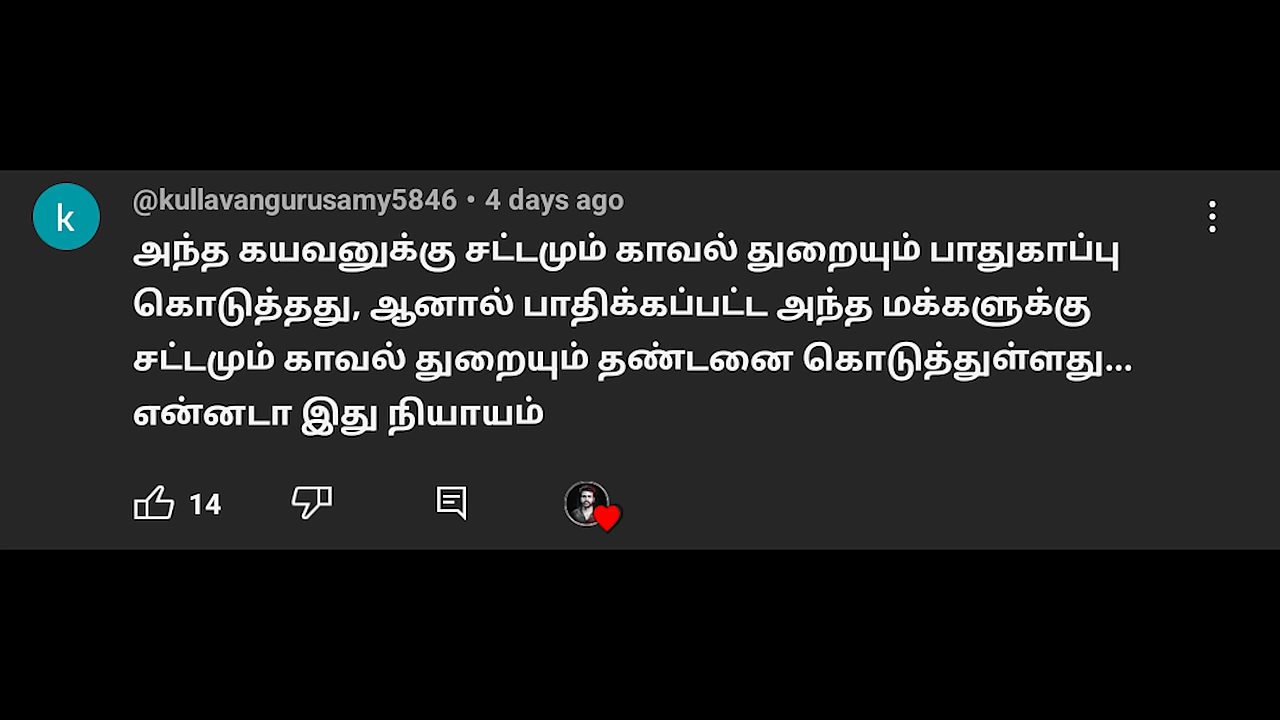 k
@kullavangurusamy5846 • 4 days ago
அந்த கயவனுக்கு சட்டமும் காவல் துறையும் பாதுகாப்பு
கொடுத்தது, ஆனால் பாதிக்கப்பட்ட அந்த மக்களுக்கு
சட்டமும் காவல் துறையும் தண்டனை கொடுத்துள்ளது...
என்னடா இது நியாயம்
14